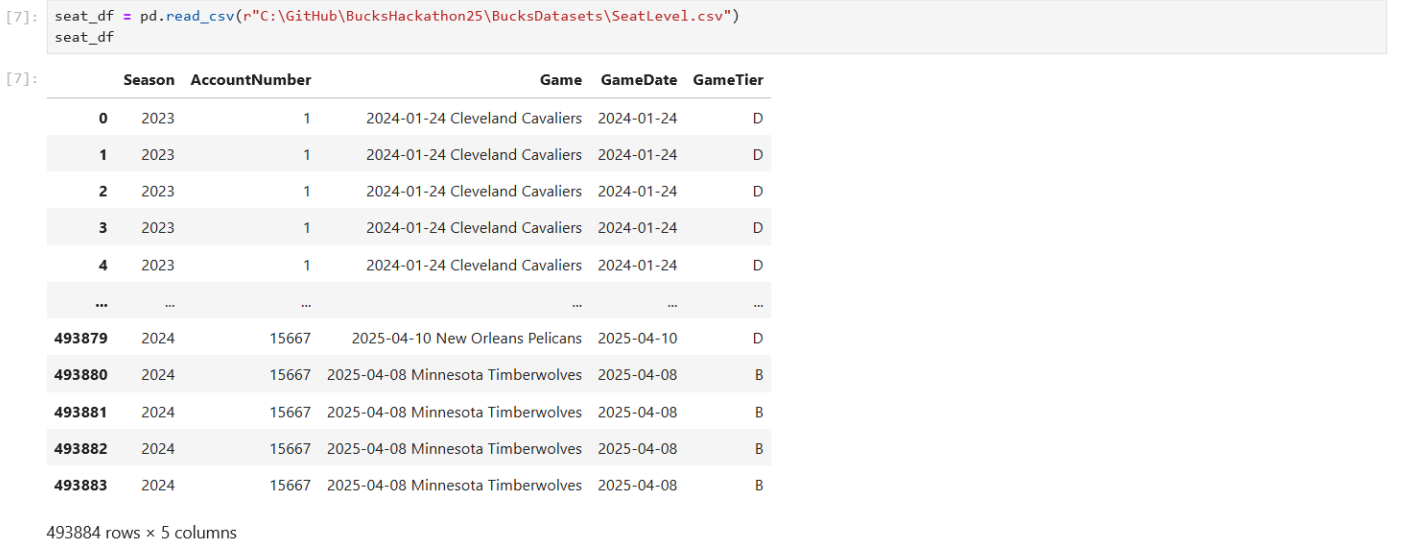 [7]: seat_df = pd.read_csv(r"C:\GitHub\BucksHackathon25\BucksDatasets\SeatLevel.csv")
seat_df
[7]:
Season AccountNumber Game GameDate GameTier
0 2023 1 2024-01-24 Cleveland Cavaliers 2024-01-24 D
1 2023 1 2024-01-24 Cleveland Cavaliers 2024-01-24 D
2 2023 1 2024-01-24 Cleveland Cavaliers 2024-01-24 D
3 2023 1 2024-01-24 Cleveland Cavaliers 2024-01-24 D
4 2023 1 2024-01-24 Cleveland Cavaliers 2024-01-24 D
... ... ... ... ... ...
493879 2024 15667 2025-04-10 New Orleans Pelicans 2025-04-10 D
493880 2024 15667 2025-04-08 Minnesota Timberwolves 2025-04-08 B
493881 2024 15667 2025-04-08 Minnesota Timberwolves 2025-04-08 B
493882 2024 15667 2025-04-08 Minnesota Timberwolves 2025-04-08 B
493883 2024 15667 2025-04-08 Minnesota Timberwolves 2025-04-08 B
493884 rows × 5 columns